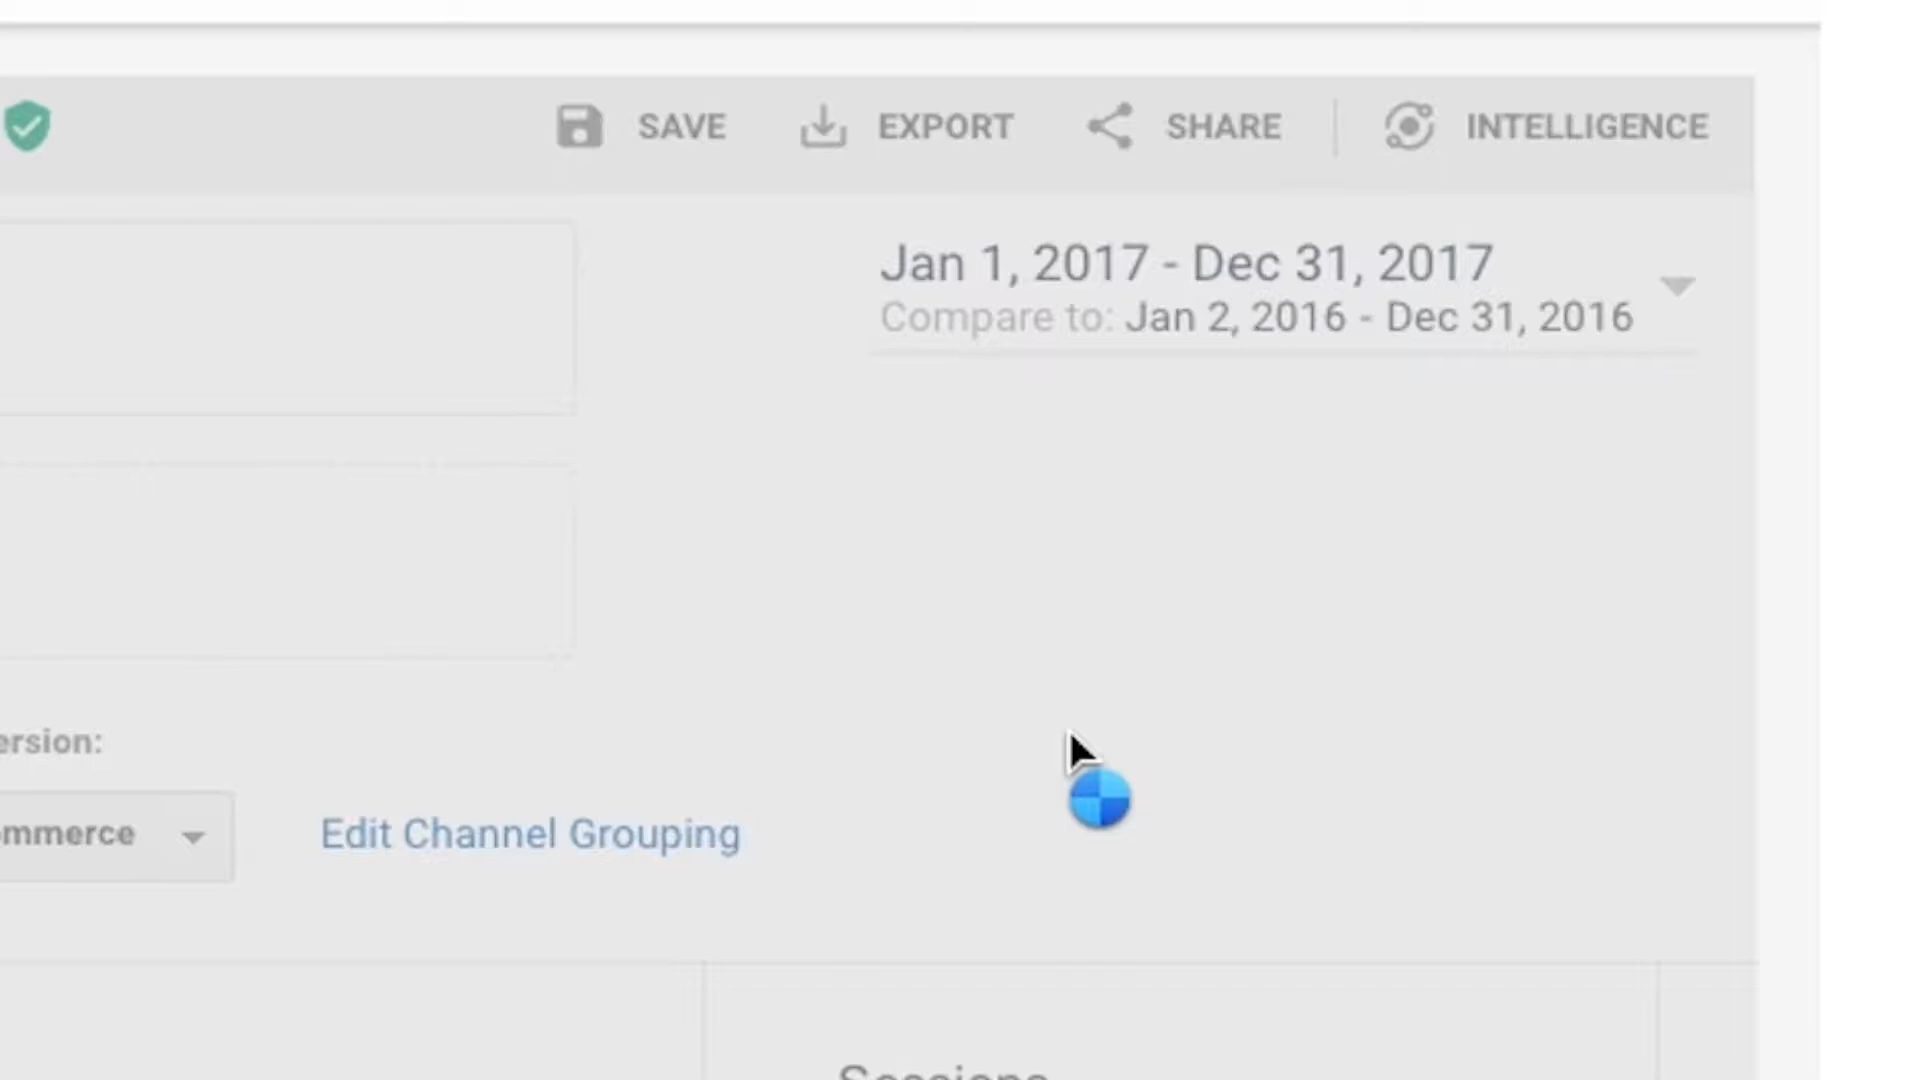 SAVE EXPORT SHARE INTELLIGENCE
Jan 1, 2017 - Dec 31, 2017
Compare to: Jan 2, 2016 - Dec 31, 2016
ersion:
ommerce Edit Channel Grouping
Sessions